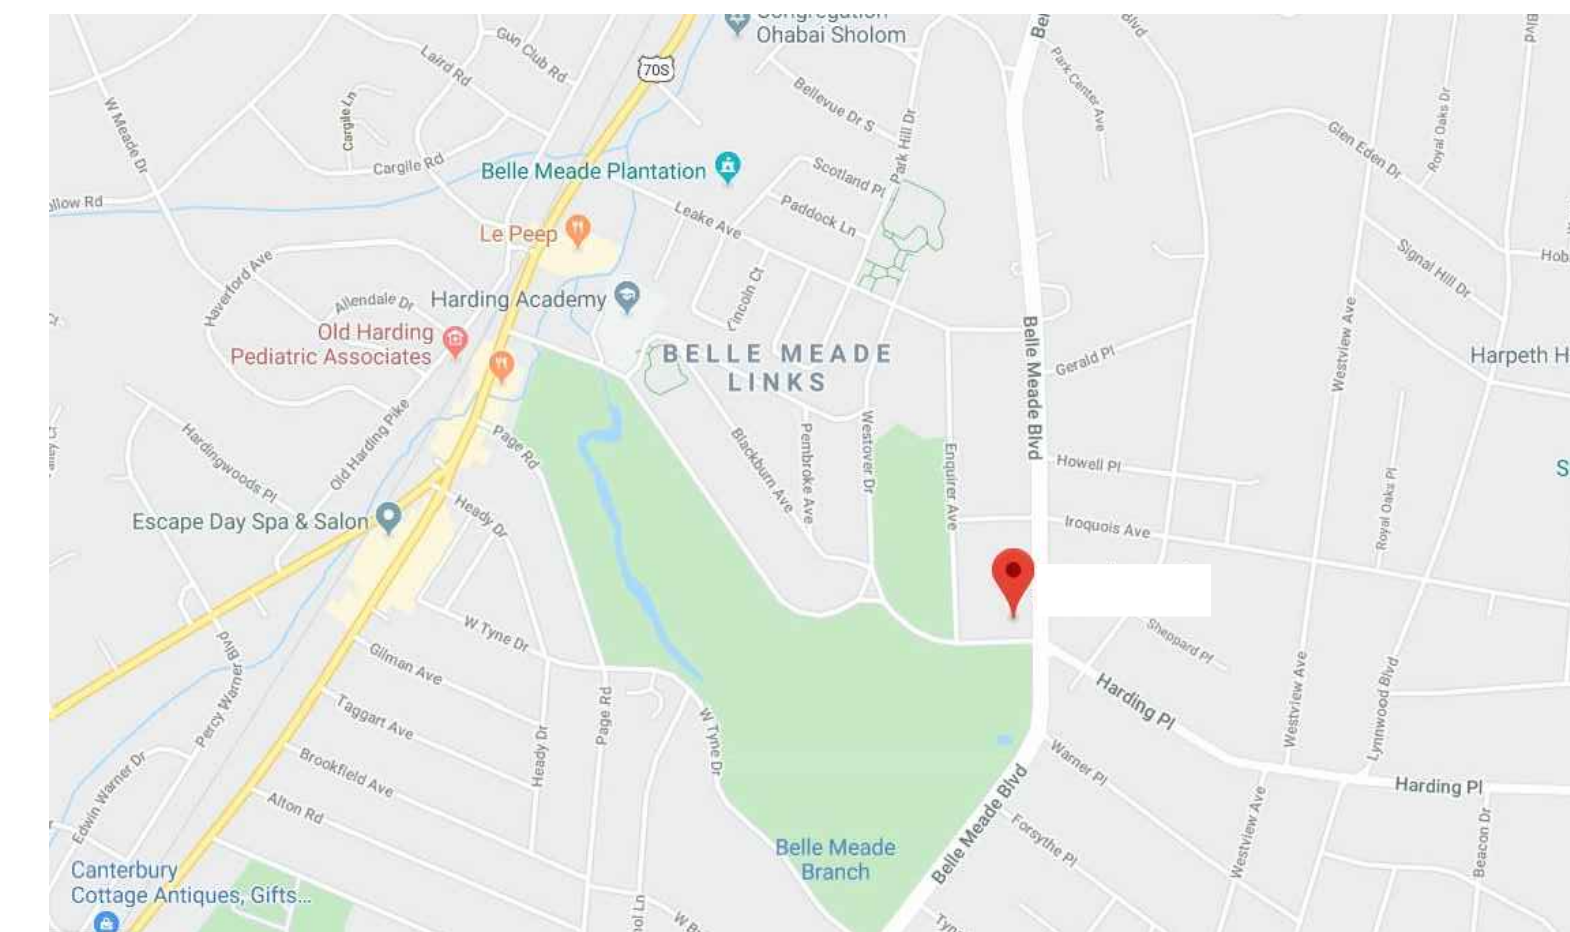 Ohabai Sholom
70S
Gun Club Rd
Laird Rd
W Meade Dr
Cargile Ln
Cargile Rd
Bellevue Dr S
Park Hill Dr
Park Center Ave
Blvd
Blvd
Royal Oaks Dr
Glen Eden Dr
Belle Meade Plantation
Scotland Pl
Paddock Ln
Leake Ave
Le Peep
Haverford Ave
Allendale Dr
Harding Academy
Lincoln Ct
Signal Hill Dr
Old Harding
Pediatric Associates
BELLE MEADE
LINKS
Belle Meade Blvd
Gerald Pl
Westview Ave
Harpeth H
Hardingwoods Pl
Old Harding Pike
Page Rd
Blackburn Ave
Pembroke Ave
Westover Dr
Enquirer Ave
Howell Pl
Royal Oaks Pl
Escape Day Spa & Salon
Heady Dr
Iroquois Ave
Percy Warner Blvd
W Tyne Dr
Gilman Ave
Sheppard Pl
Harding Pl
Westview Ave
Lynnwood Blvd
Taggart Ave
Heady Dr
Page Rd
W Tyne Dr
Brookfield Ave
Edwin Warner Dr
Alton Rd
Warner Pl
Harding Pl
Westview Ave
Beacon Dr
Belle Meade Blvd
Forsythe Pl
Belle Meade
Branch
Canterbury
Cottage Antiques, Gifts...